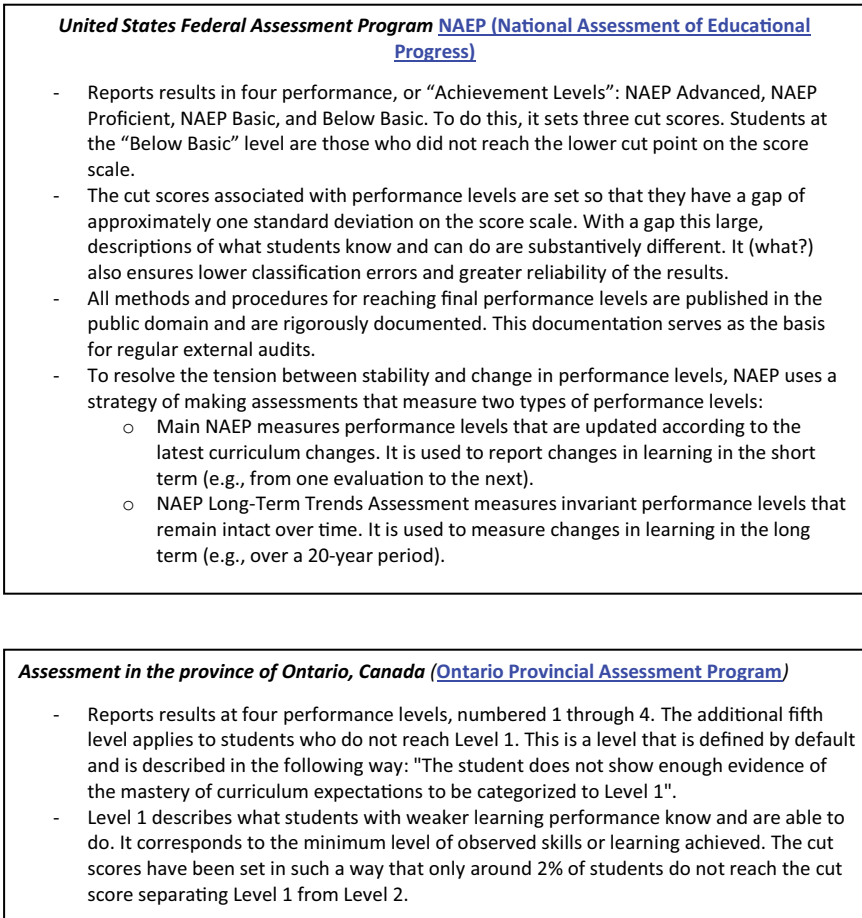 United States Federal Assessment Program NAEP (National Assessment of Educational
Progress)
- Reports results in four performance, or “Achievement Levels”: NAEP Advanced, NAEP
Proficient, NAEP Basic, and Below Basic. To do this, it sets three cut scores. Students at
the “Below Basic” level are those who did not reach the lower cut point on the score
scale.
- The cut scores associated with performance levels are set so that they have a gap of
approximately one standard deviation on the score scale. With a gap this large,
descriptions of what students know and can do are substantively different. It (what?)
also ensures lower classification errors and greater reliability of the results.
- All methods and procedures for reaching final performance levels are published in the
public domain and are rigorously documented. This documentation serves as the basis
for regular external audits.
- To resolve the tension between stability and change in performance levels, NAEP uses a
strategy of making assessments that measure two types of performance levels:
o Main NAEP measures performance levels that are updated according to the
latest curriculum changes. It is used to report changes in learning in the short
term (e.g., from one evaluation to the next).
o NAEP Long-Term Trends Assessment measures invariant performance levels that
remain intact over time. It is used to measure changes in learning in the long
term (e.g., over a 20-year period).
Assessment in the province of Ontario, Canada (Ontario Provincial Assessment Program)
- Reports results at four performance levels, numbered 1 through 4. The additional fifth
level applies to students who do not reach Level 1. This is a level that is defined by default
and is described in the following way: "The student does not show enough evidence of
the mastery of curriculum expectations to be categorized to Level 1".
- Level 1 describes what students with weaker learning performance know and are able to
do. It corresponds to the minimum level of observed skills or learning achieved. The cut
scores have been set in such a way that only around 2% of students do not reach the cut
score separating Level 1 from Level 2.